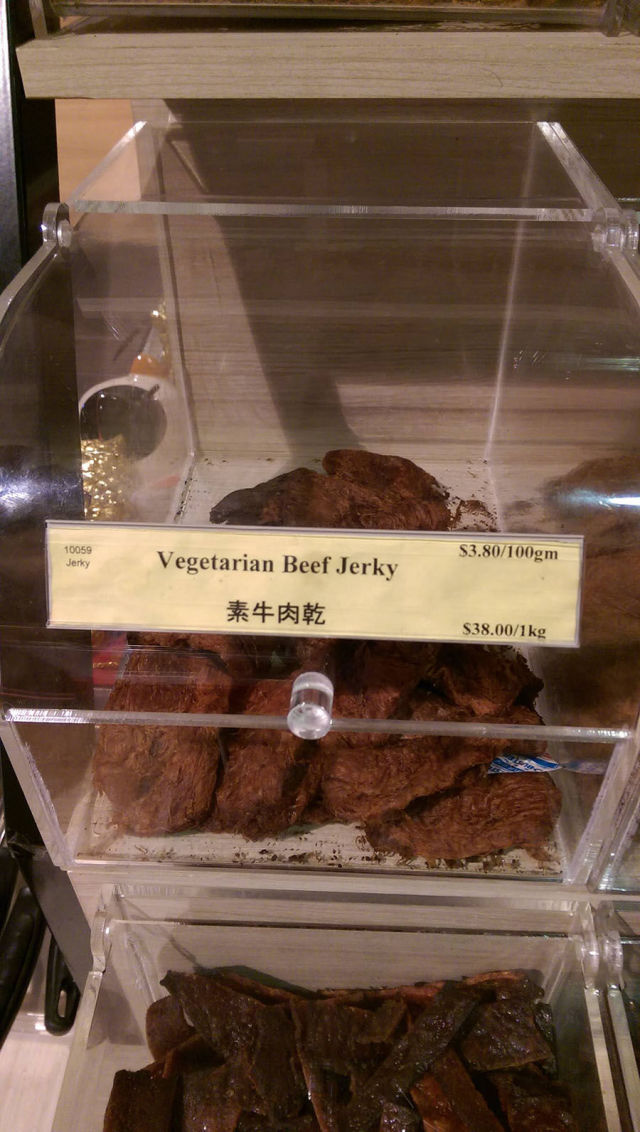 10059
Jerky
Vegetarian Beef Jerky
$3.80/100gm
素牛肉乾
$38.00/1kg